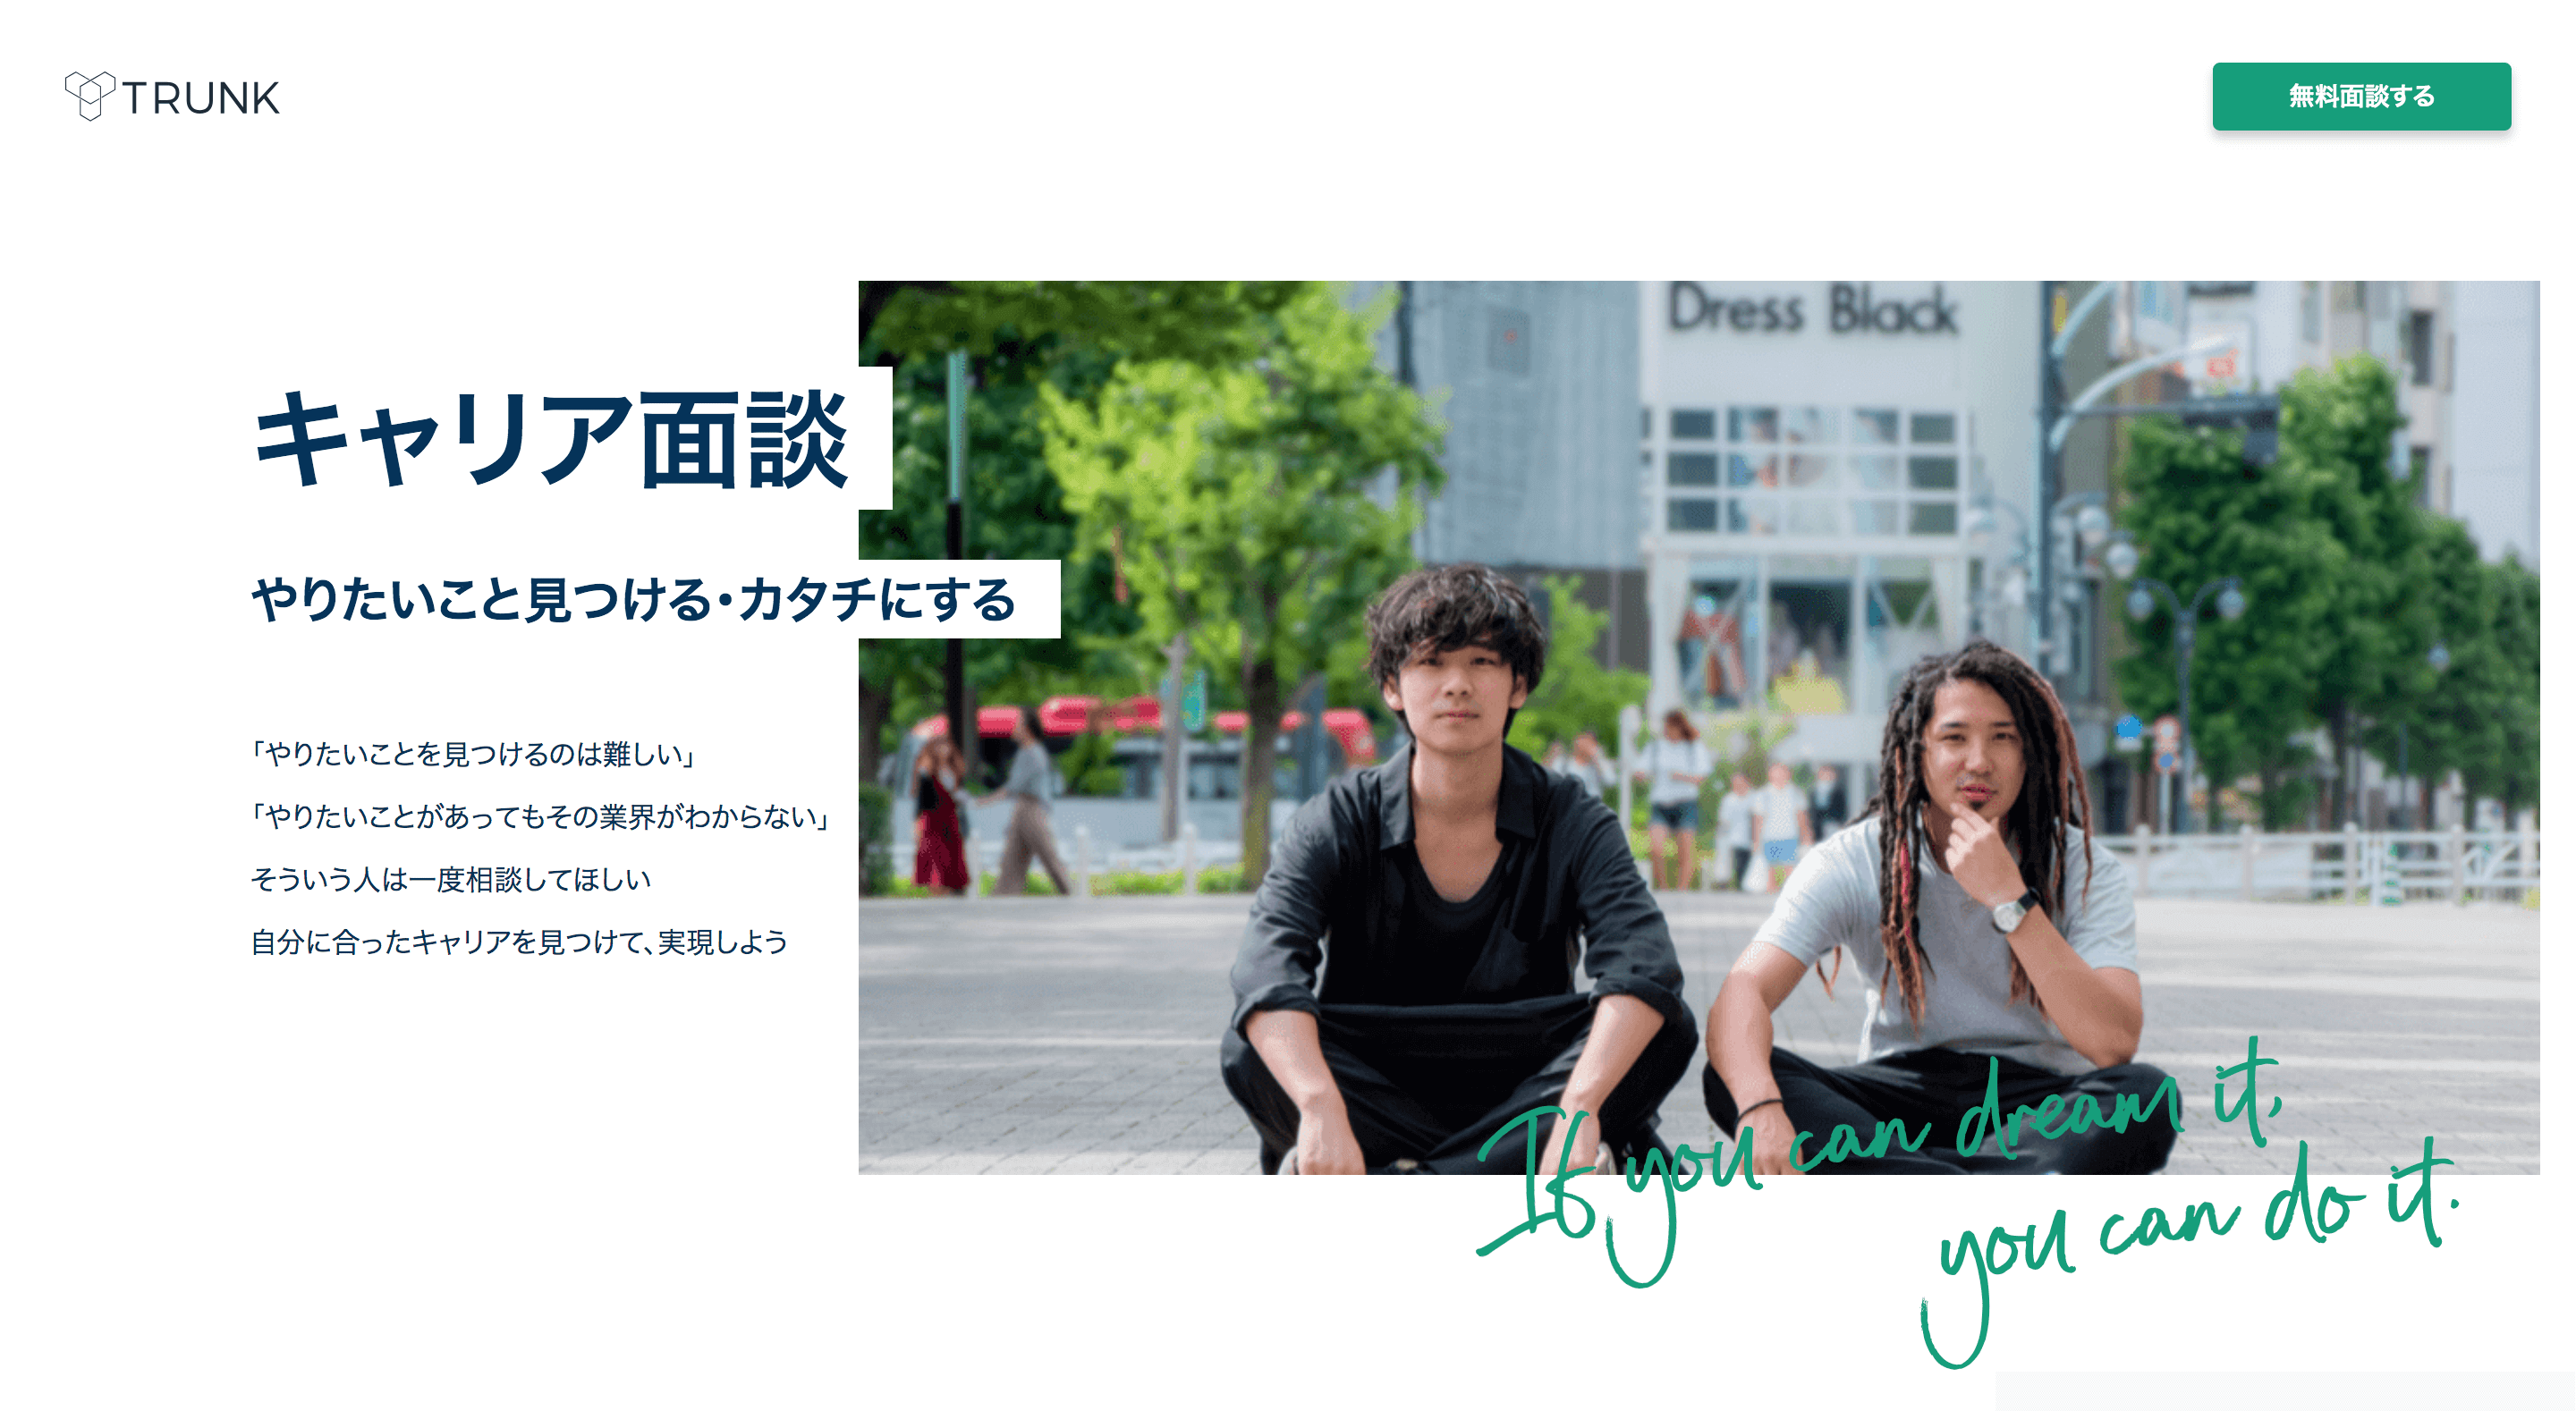 TRUNK
無料面談する
Dress Black
キャリア面談
やりたいこと見つける・カタチにする
「やりたいことを見つけるのは難しい」
「やりたいことがあってもその業界がわからない」
そういう人は一度相談してほしい
自分に合ったキャリアを見つけて、実現しよう
If you can dream it,
you can do it.